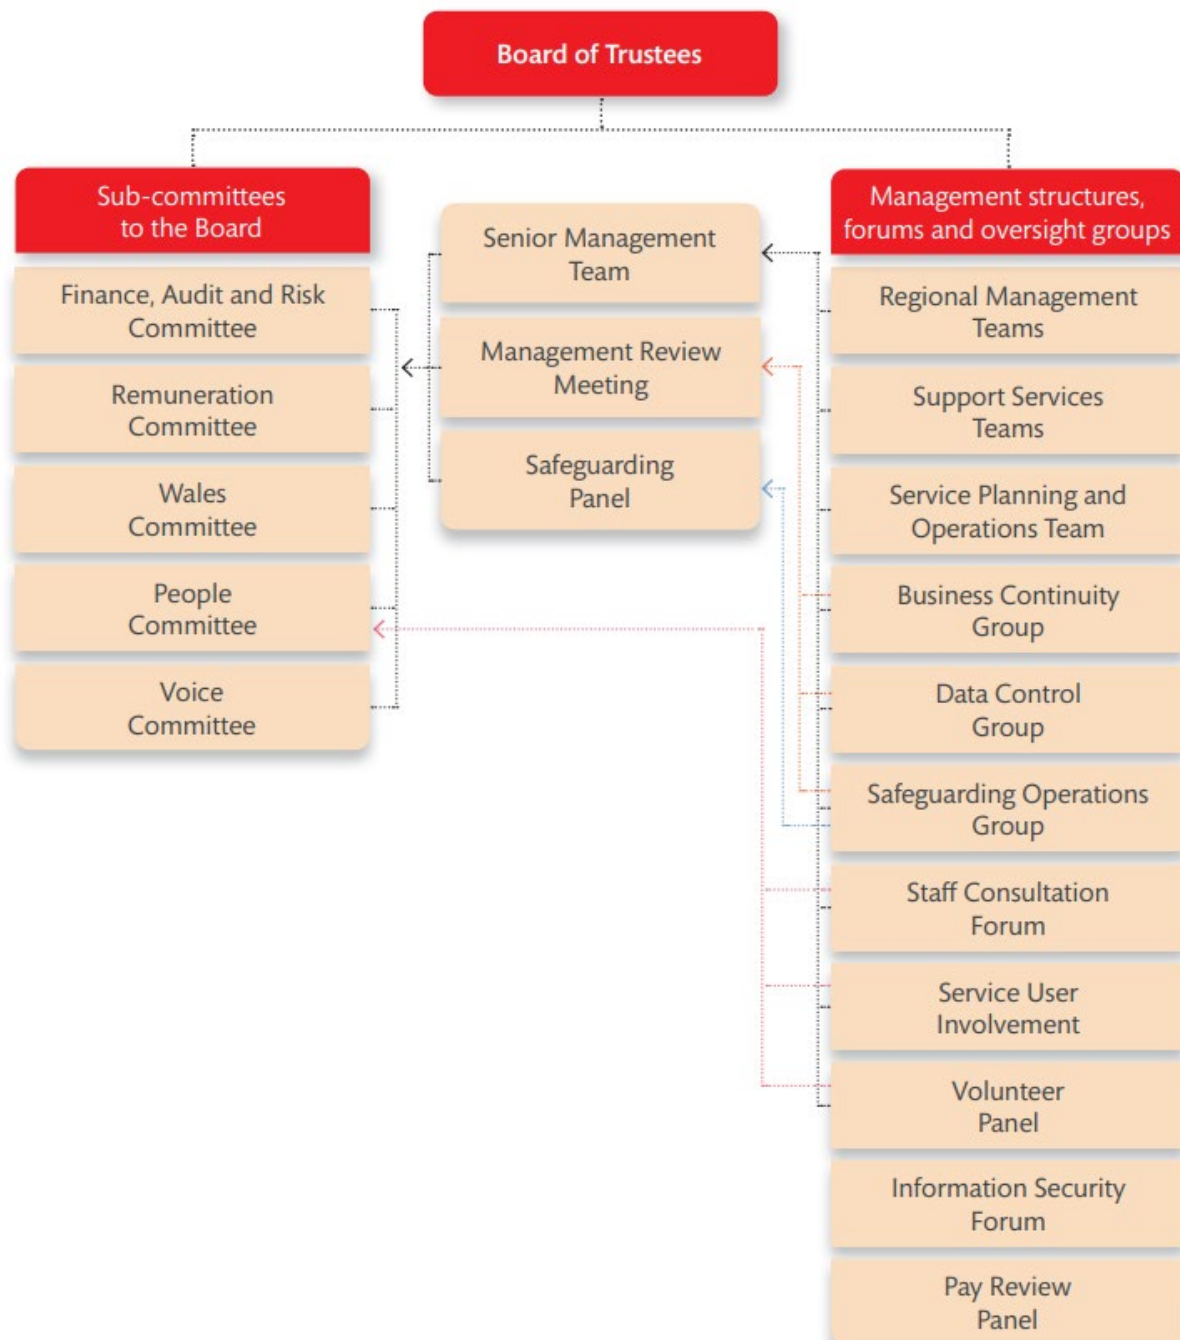 Board of Trustees
Sub-committees
to the Board
Finance, Audit and Risk
Committee
Remuneration
Committee
Wales
Committee
People
Committee
Voice
Committee
Senior Management
Team
Management Review
Meeting
Safeguarding
Panel
Management structures,
forums and oversight groups
Regional Management
Teams
Support Services
Teams
Service Planning and
Operations Team
Business Continuity
Group
Data Control
Group
Safeguarding Operations
Group
Staff Consultation
Forum
Service User
Involvement
Volunteer
Panel
Information Security
Forum
Pay Review
Panel